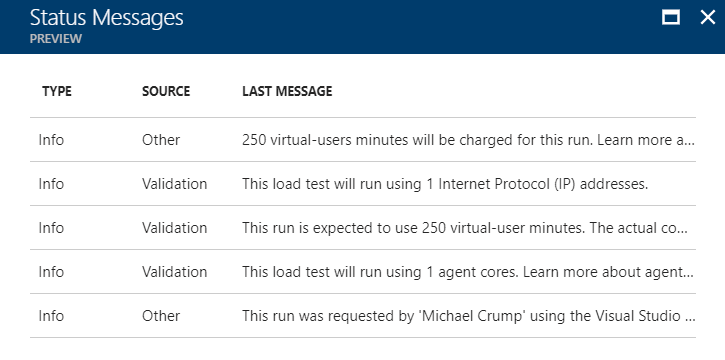 Status Messages
PREVIEW
TYPE SOURCE LAST MESSAGE
Info Other 250 virtual-users minutes will be charged for this run. Learn more a...
Info Validation This load test will run using 1 Internet Protocol (IP) addresses.
Info Validation This run is expected to use 250 virtual-user minutes. The actual co...
Info Validation This load test will run using 1 agent cores. Learn more about agent...
Info Other This run was requested by 'Michael Crump' using the Visual Studio ...